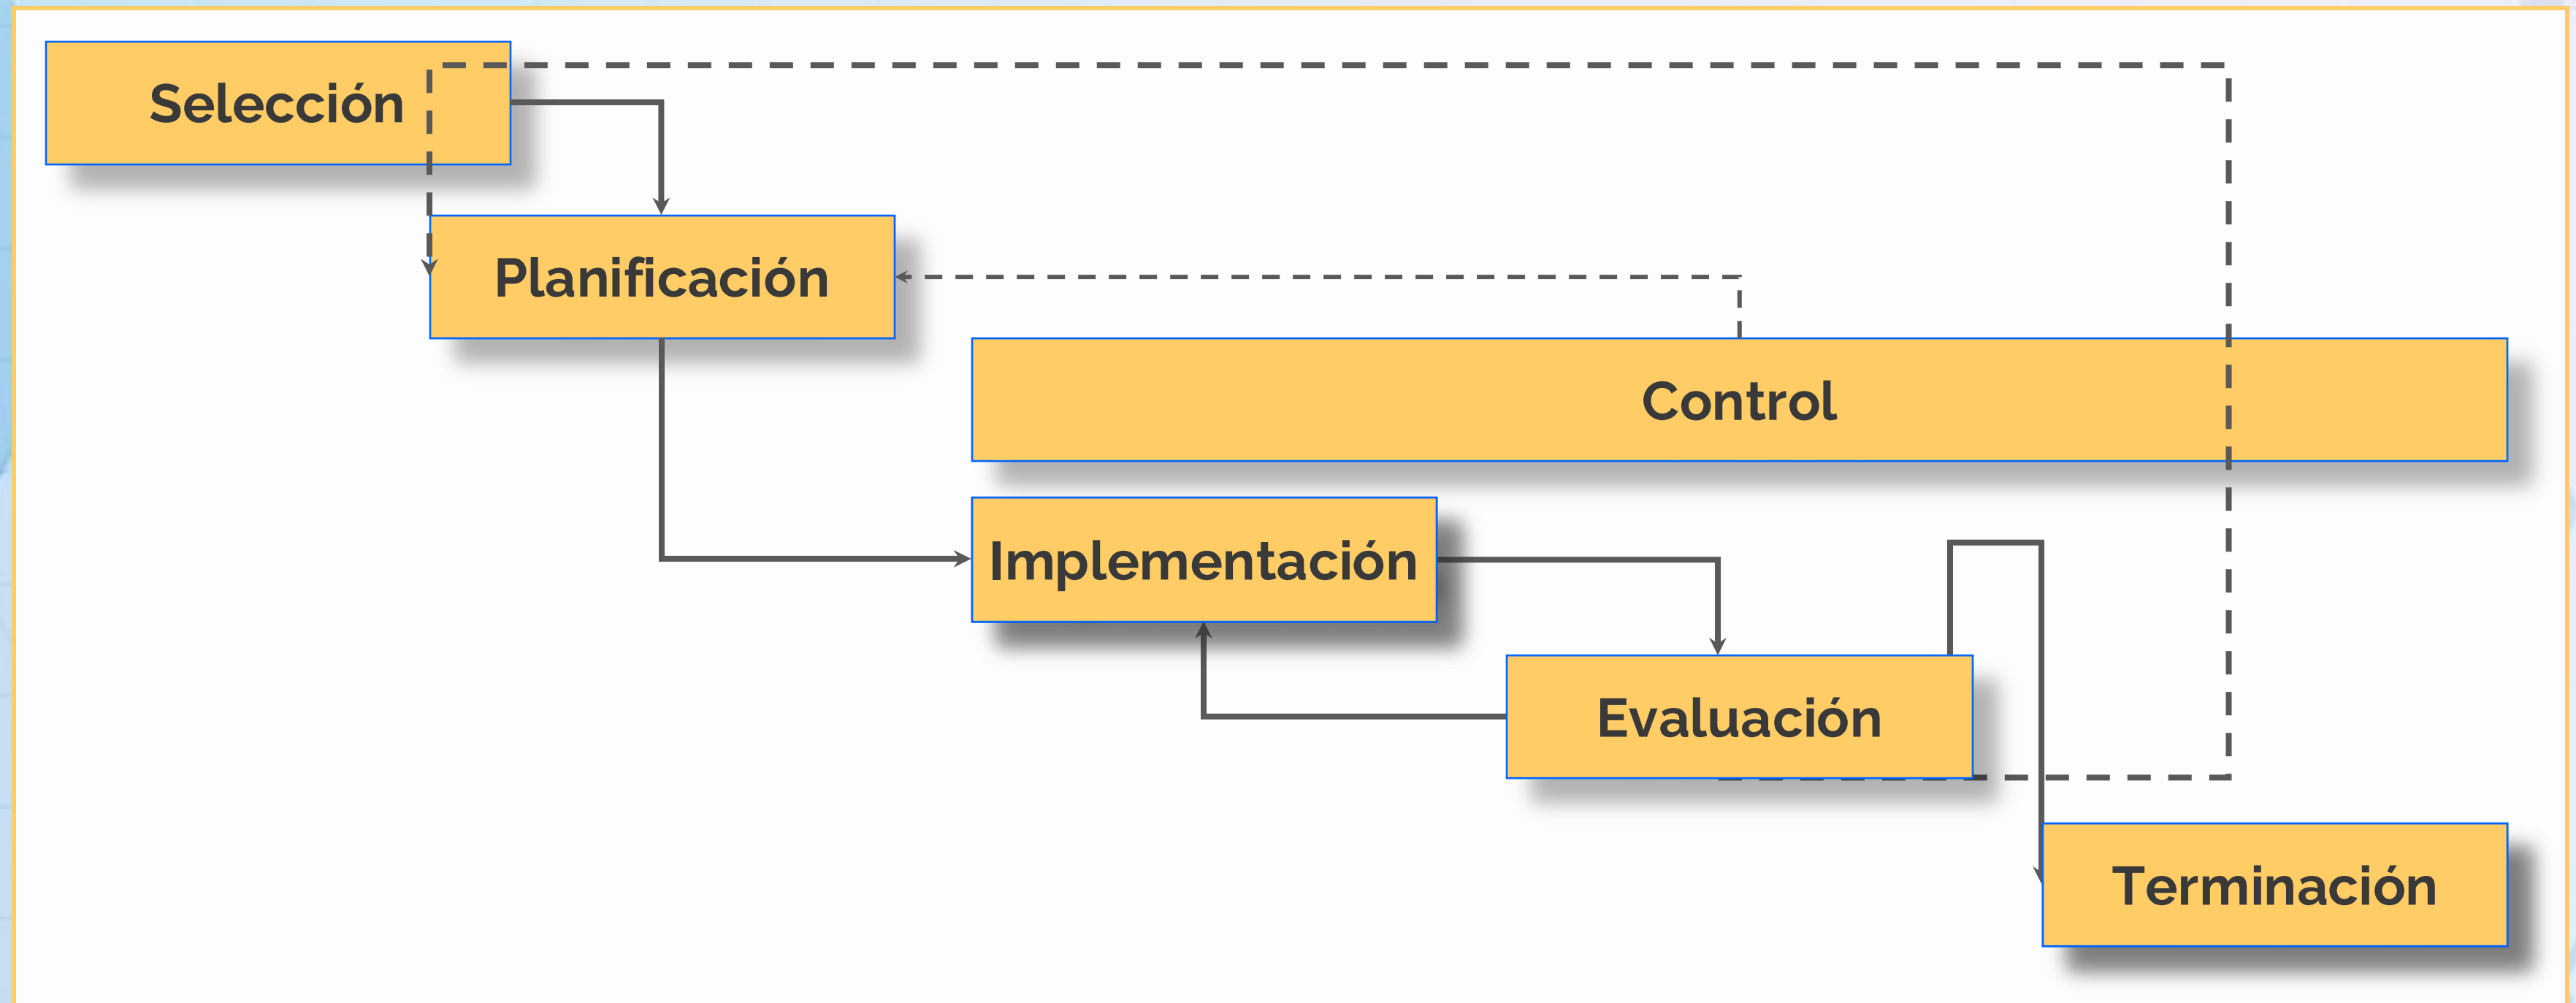 Selección
Planificación
Control
Implementación
Evaluación
Terminación